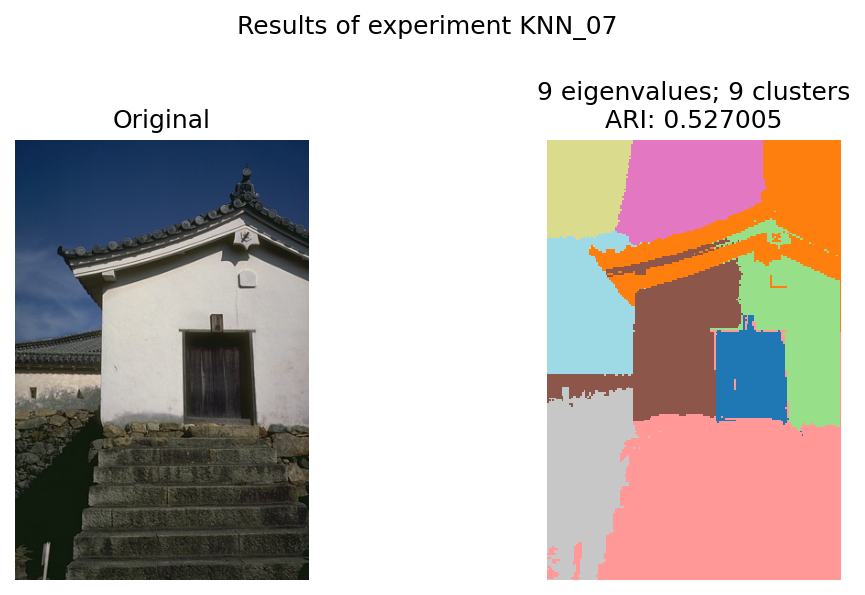 Results of experiment KNN_07
Original
9 eigenvalues; 9 clusters
ARI: 0.527005